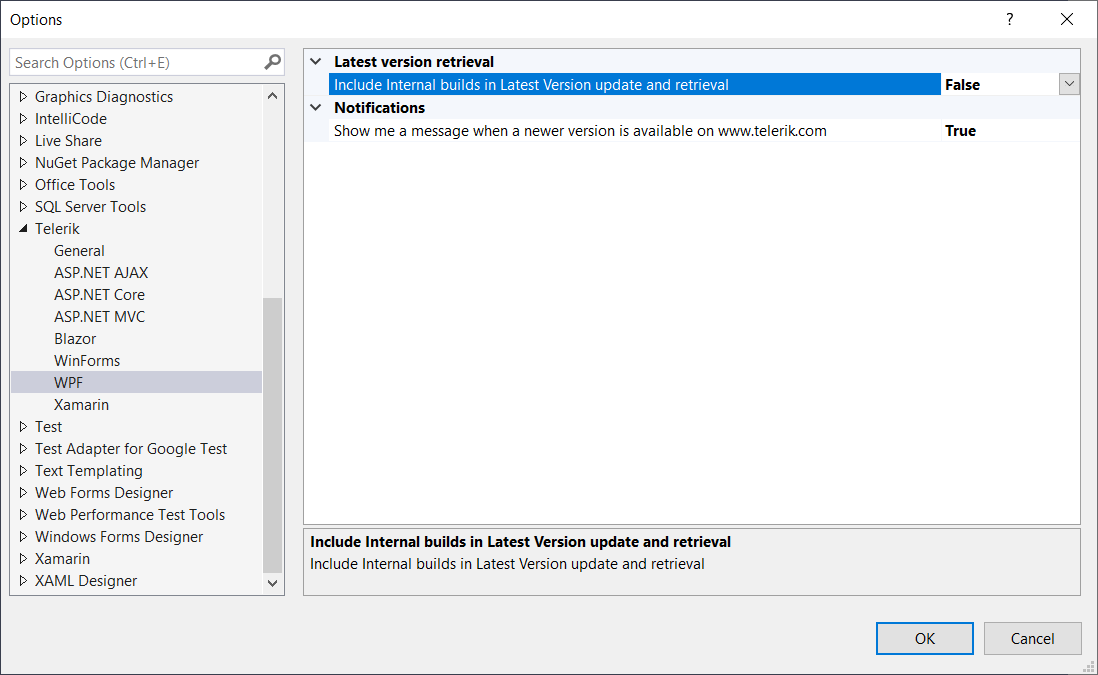 Options
?
Search Options (Ctrl+E)
Graphics Diagnostics
IntelliCode
Live Share
NuGet Package Manager
Office Tools
SQL Server Tools
Telerik
General
ASP.NET AJAX
ASP.NET Core
ASP.NET MVC
Blazor
WinForms
WPF
Xamarin
Test
Test Adapter for Google Test
Text Templating
Web Forms Designer
Web Performance Test Tools
Windows Forms Designer
Xamarin
XAML Designer
Latest version retrieval
Include Internal builds in Latest Version update and retrieval False
Notifications
Show me a message when a newer version is available on www.telerik.com True
Include Internal builds in Latest Version update and retrieval
Include Internal builds in Latest Version update and retrieval
OK Cancel